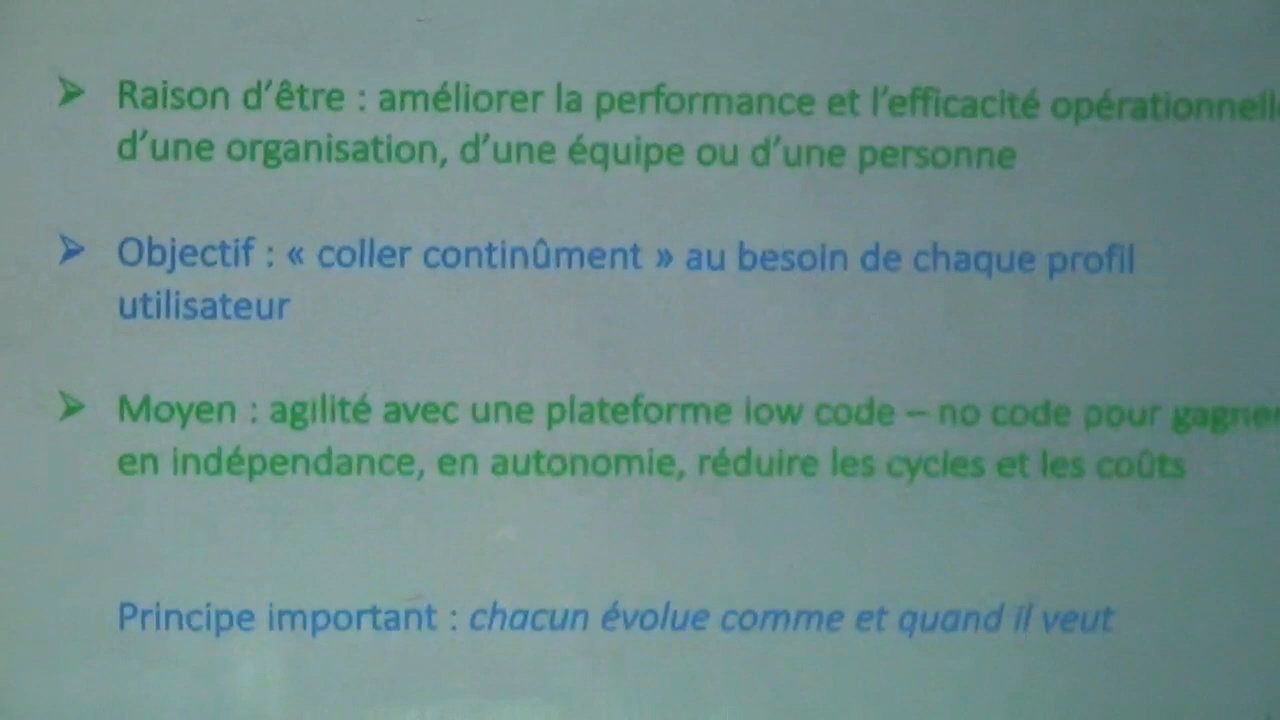 ➢ Raison d'être : améliorer la performance et l'efficacité opérationnell
d'une organisation, d'une équipe ou d'une personne
➢ Objectif : « coller continûment » au besoin de chaque profil
utilisateur
➢ Moyen : agilité avec une plateforme low code – no code pour gagner
en indépendance, en autonomie, réduire les cycles et les coûts
Principe important : chacun évolue comme et quand il veut